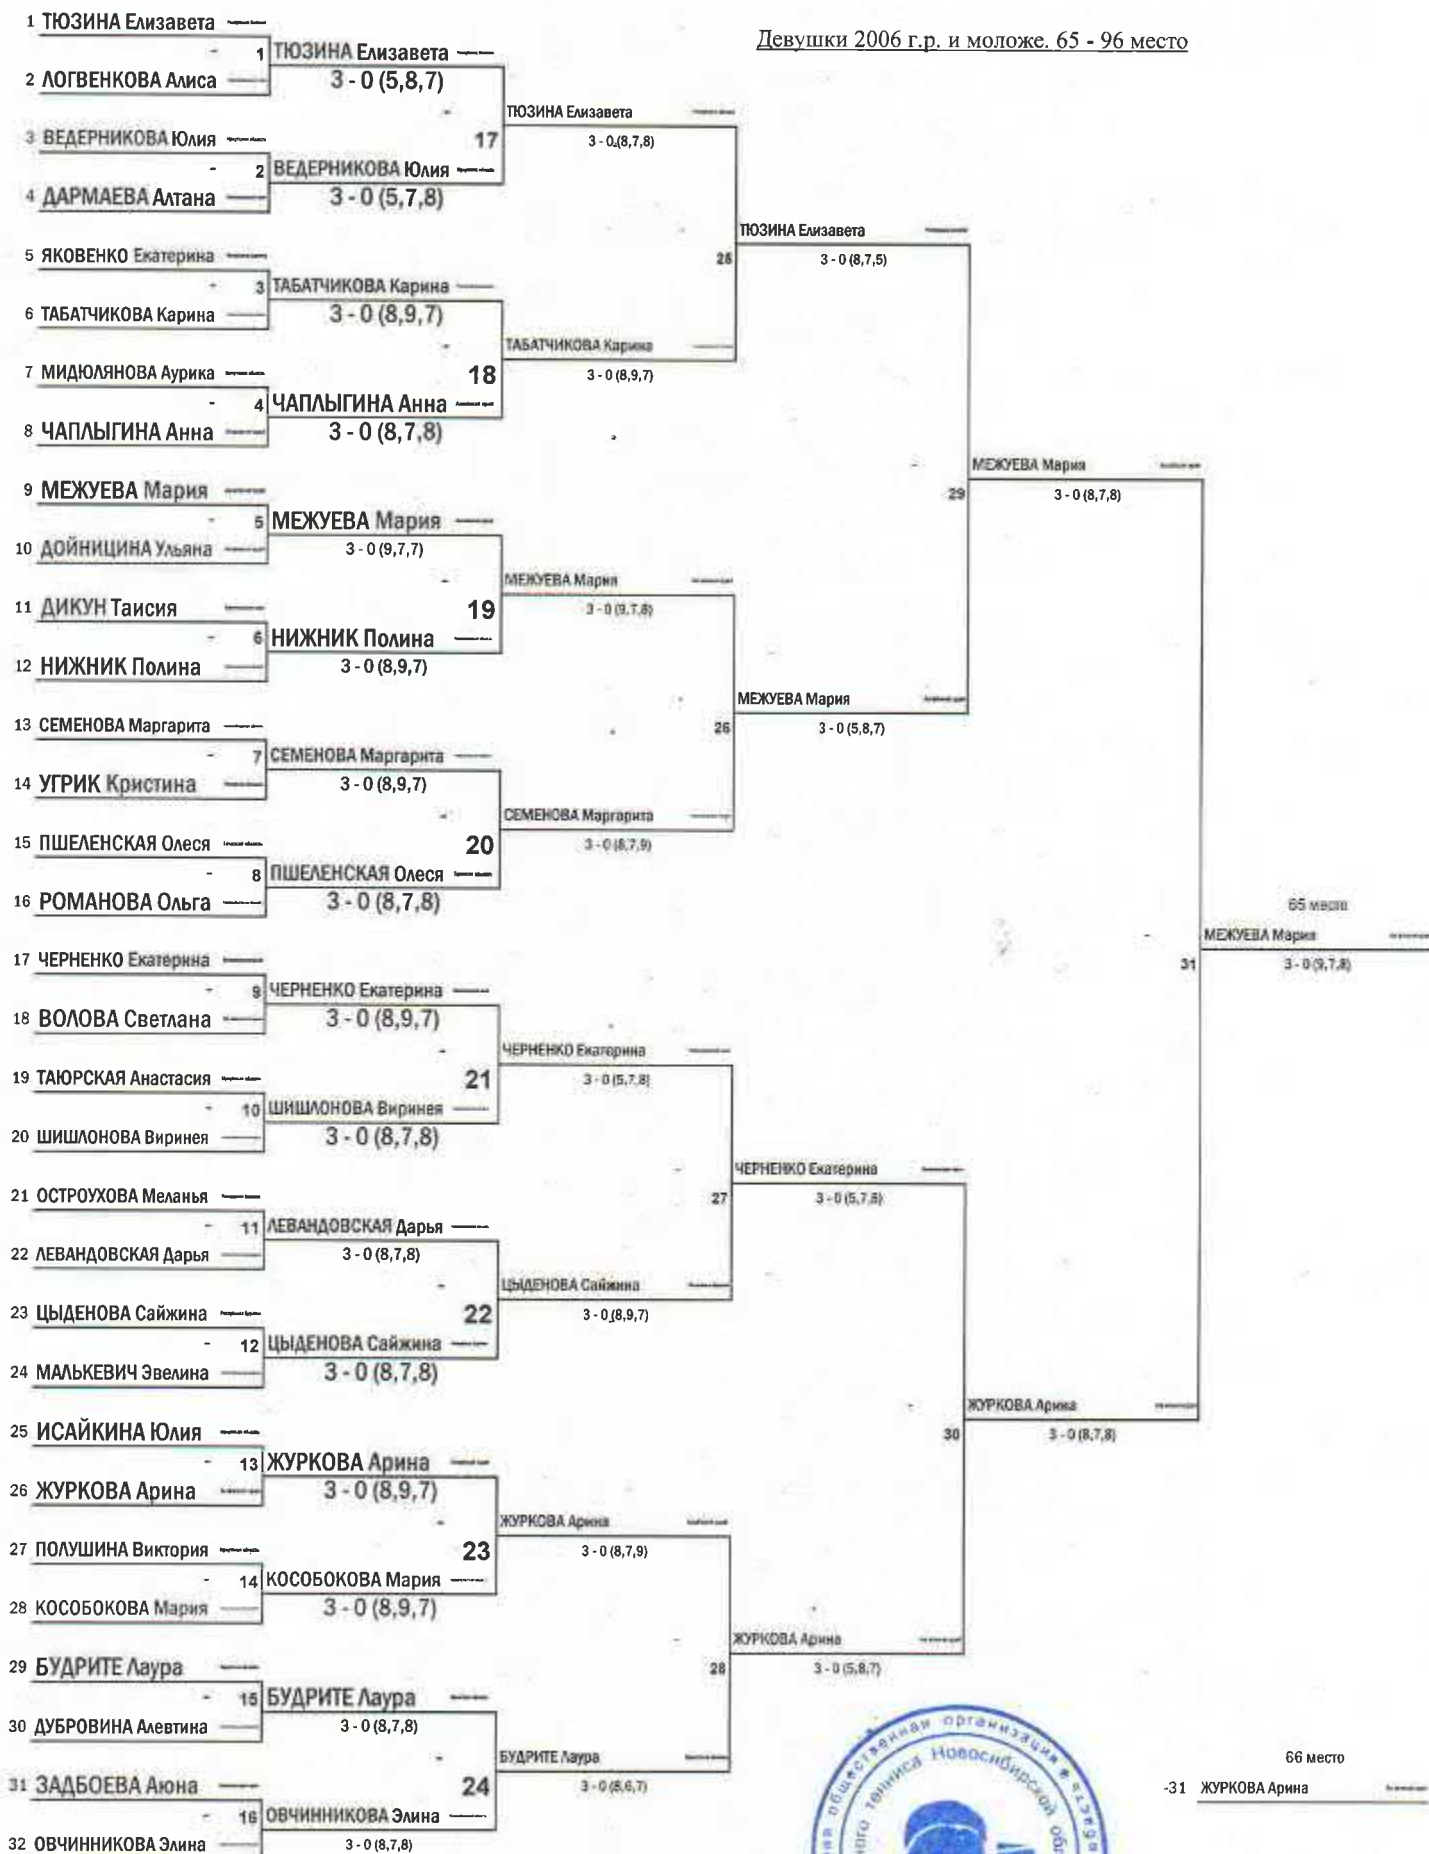 Девушки 2006 г.р. и моложе. 65 - 96 место
1 ТЮЗИНА Елизавета
- 1 ТЮЗИНА Елизавета
2 ЛОГВЕНКОВА Алиса 3 - 0 (5,8,7)
ТЮЗИНА Елизавета
3 ВЕДЕРНИКОВА Юлия 17 3 - 0 (8,7,8)
- 2 ВЕДЕРНИКОВА Юлия
4 ДАРМАЕВА Алтана 3 - 0 (5,7,8)
ТЮЗИНА Елизавета
5 ЯКОВЕНКО Екатерина 25 3 - 0 (8,7,5)
- 3 ТАБАТЧИКОВА Карина
6 ТАБАТЧИКОВА Карина 3 - 0 (8,9,7)
ТАБАТЧИКОВА Карина
7 МИДЮЛЯНОВА Аурика 18 3 - 0 (8,9,7)
- 4 ЧАПЛЫГИНА Анна
8 ЧАПЛЫГИНА Анна 3 - 0 (8,7,8)
МЕЖУЕВА Мария
9 МЕЖУЕВА Мария 29 3 - 0 (8,7,8)
- 5 МЕЖУЕВА Мария
10 ДОЙНИЦИНА Ульяна 3 - 0 (9,7,7)
МЕЖУЕВА Мария
11 ДИКУН Таисия 19 3 - 0 (9,7,8)
- 6 НИЖНИК Полина
12 НИЖНИК Полина 3 - 0 (8,9,7)
МЕЖУЕВА Мария
13 СЕМЕНОВА Маргарита 26 3 - 0 (5,8,7)
- 7 СЕМЕНОВА Маргарита
14 УГРИК Кристина 3 - 0 (8,9,7)
СЕМЕНОВА Маргарита
15 ПШЕЛЕНСКАЯ Олеся 20 3 - 0 (8,7,9)
- 8 ПШЕЛЕНСКАЯ Олеся
16 РОМАНОВА Ольга 3 - 0 (8,7,8)
65 место
МЕЖУЕВА Мария
17 ЧЕРНЕНКО Екатерина 31 3 - 0 (9,7,8)
- 9 ЧЕРНЕНКО Екатерина
18 ВОЛОВА Светлана 3 - 0 (8,9,7)
ЧЕРНЕНКО Екатерина
19 ТАЮРСКАЯ Анастасия 21 3 - 0 (5,7,8)
- 10 ШИШЛОНОВА Виринея
20 ШИШЛОНОВА Виринея 3 - 0 (8,7,8)
ЧЕРНЕНКО Екатерина
21 ОСТРОУХОВА Меланья 27 3 - 0 (5,7,8)
- 11 ЛЕВАНДОВСКАЯ Дарья
22 ЛЕВАНДОВСКАЯ Дарья 3 - 0 (8,7,8)
ЦЫДЕНОВА Сайжина
23 ЦЫДЕНОВА Сайжина 22 3 - 0 (8,9,7)
- 12 ЦЫДЕНОВА Сайжина
24 МАЛЬКЕВИЧ Эвелина 3 - 0 (8,7,8)
ЖУРКОВА Арина
25 ИСАЙКИНА Юлия 30 3 - 0 (8,7,8)
- 13 ЖУРКОВА Арина
26 ЖУРКОВА Арина 3 - 0 (8,9,7)
ЖУРКОВА Арина
27 ПОЛУШИНА Виктория 23 3 - 0 (8,7,9)
- 14 КОСОБОКОВА Мария
28 КОСОБОКОВА Мария 3 - 0 (8,9,7)
ЖУРКОВА Арина
29 БУДРИТЕ Лаура 28 3 - 0 (5,8,7)
- 15 БУДРИТЕ Лаура
30 ДУБРОВИНА Алевтина 3 - 0 (8,7,8)
БУДРИТЕ Лаура
31 ЗАДБОЕВА Аюна 24 3 - 0 (8,6,7)
- 16 ОВЧИННИКОВА Элина
32 ОВЧИННИКОВА Элина 3 - 0 (8,7,8)
66 место
-31 ЖУРКОВА Арина
общественная организация
тенниса Новосибирской